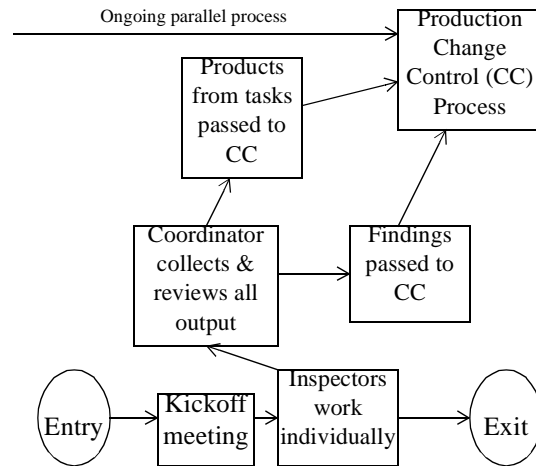 Ongoing parallel process
Production
Change
Control (CC)
Process
Products
from tasks
passed to
CC
Coordinator
collects &
reviews all
output
Findings
passed to
CC
Entry
Kickoff
meeting
Inspectors
work
individually
Exit